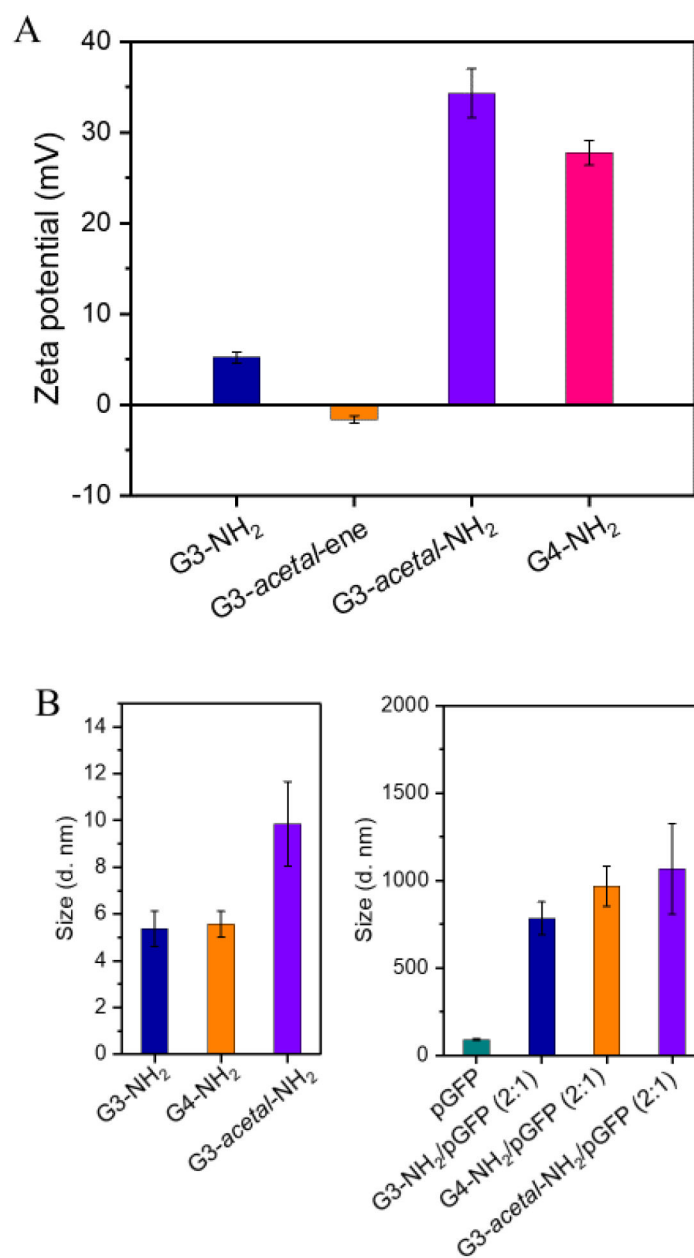 A
Zeta potential (mV)
40
30
20
10
0
-10
G3-NH₂
G3-acetal-ene
G3-acetal-NH₂
G4-NH₂
B
Size (d. nm)
14
12
10
8
6
4
2
0
G3-NH₂
G4-NH₂
G3-acetal-NH₂
Size (d. nm)
2000
1500
1000
500
0
pGFP
G3-NH₂/pGFP (2:1)
G4-NH₂/pGFP (2:1)
G3-acetal-NH₂/pGFP (2:1)